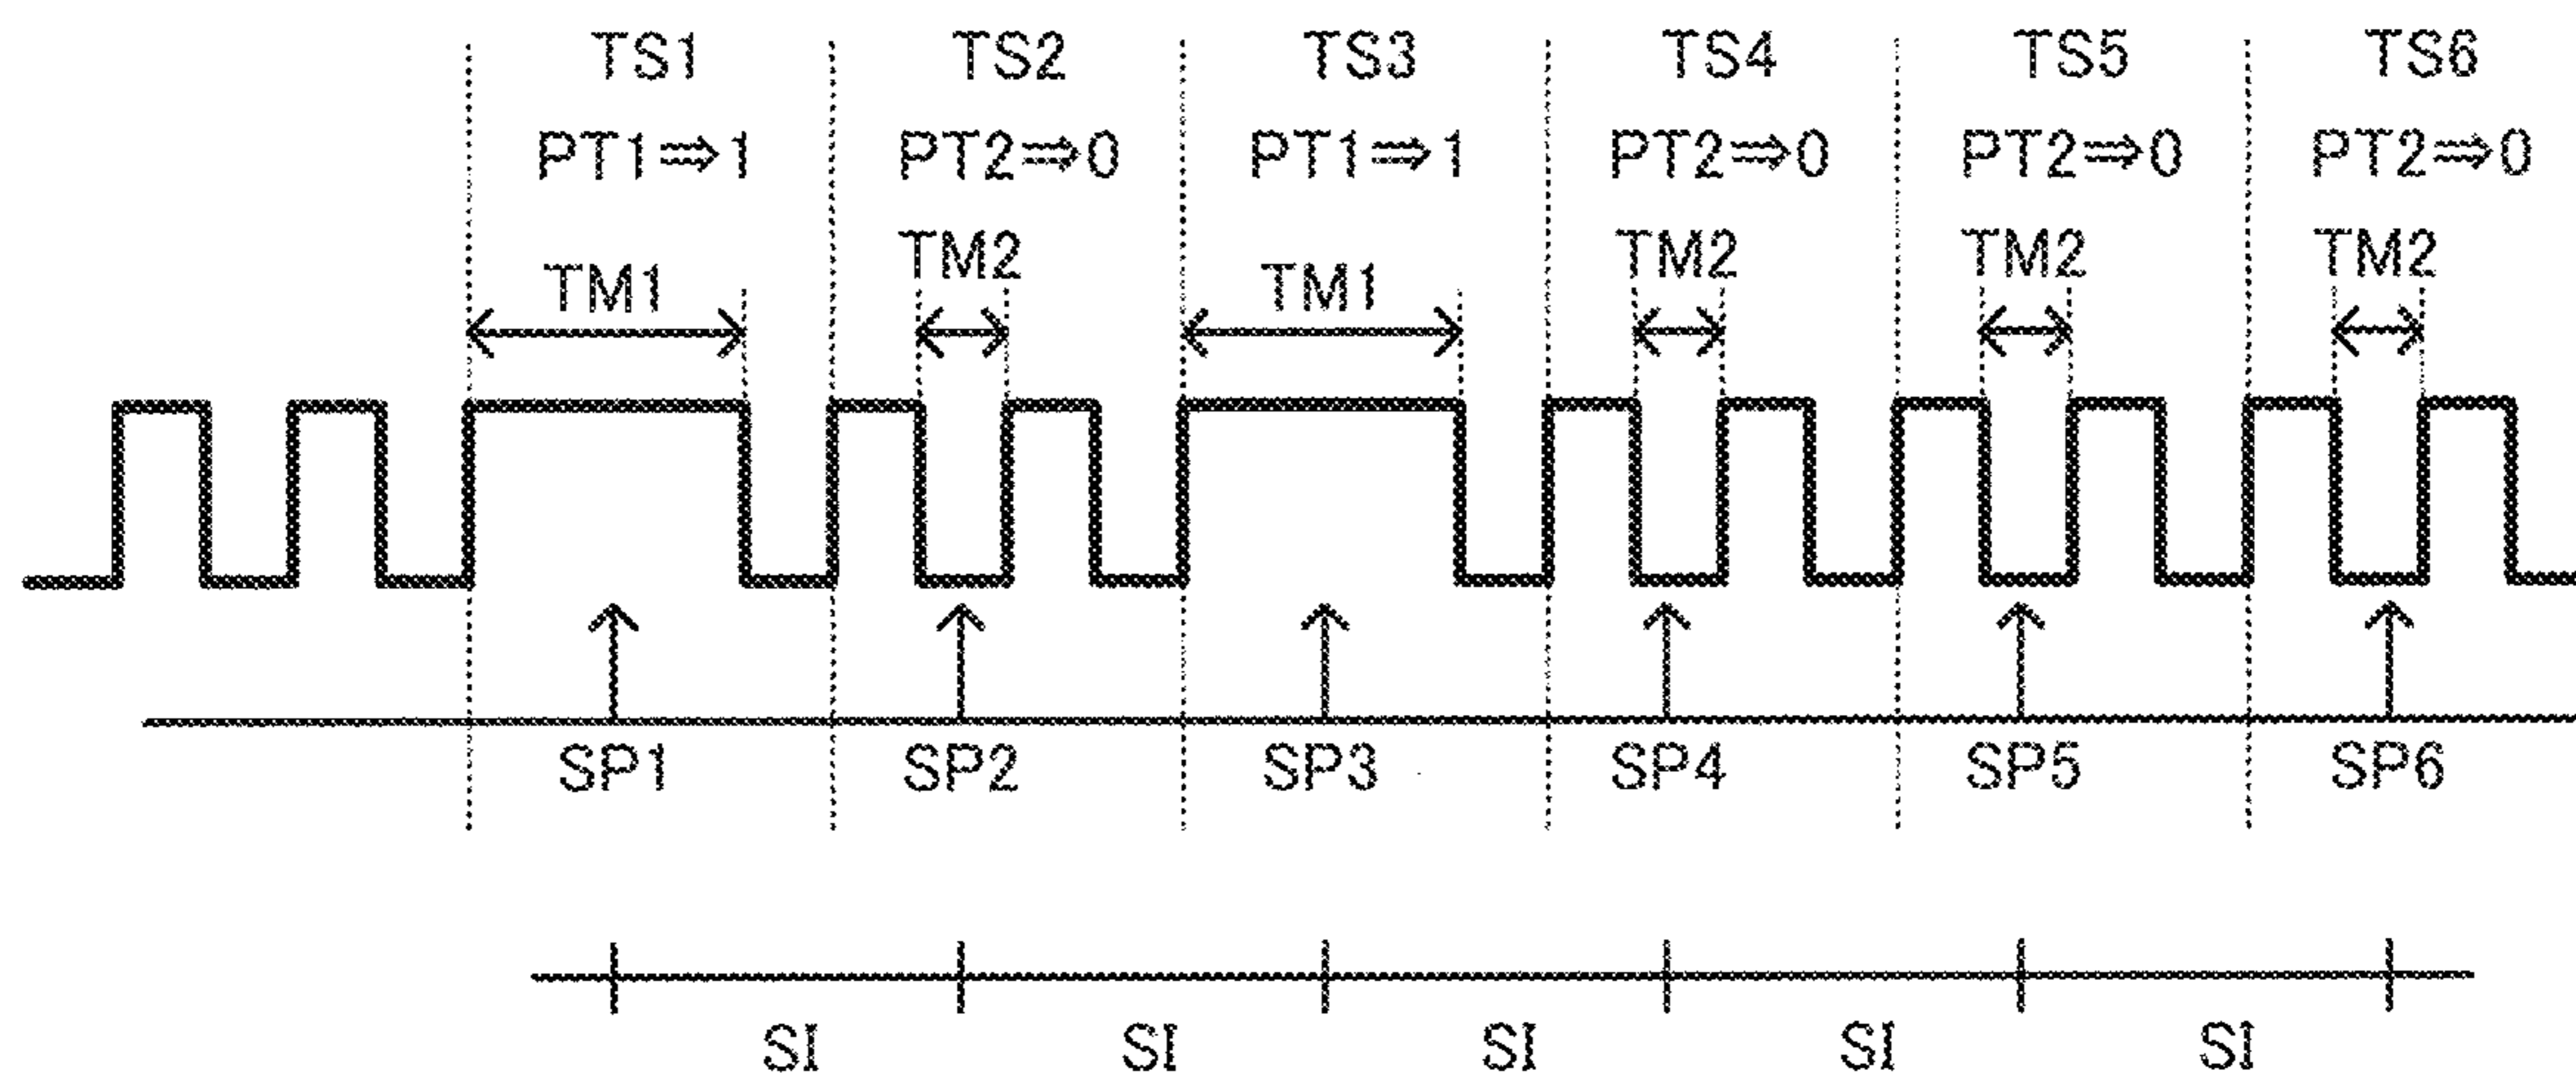 TS1 TS2 TS3 TS4 TS5 TS6
PT1⇒1 PT2⇒0 PT1⇒1 PT2⇒0 PT2⇒0 PT2⇒0
TM1 TM2 TM1 TM2 TM2 TM2
SP1 SP2 SP3 SP4 SP5 SP6
SI SI SI SI SI